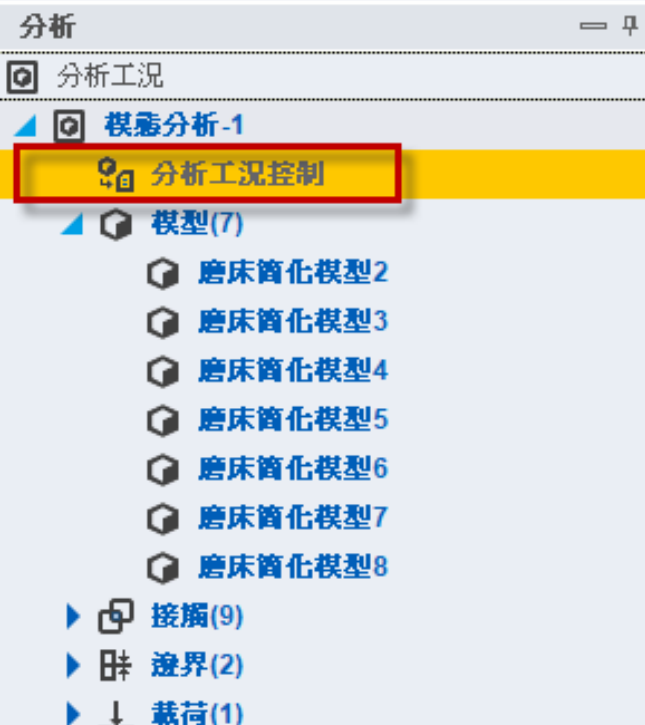 分析
分析工況
模態分析-1
分析工況控制
模型(7)
磨床簡化模型2
磨床簡化模型3
磨床簡化模型4
磨床簡化模型5
磨床簡化模型6
磨床簡化模型7
磨床簡化模型8
接觸(9)
邊界(2)
載荷(1)